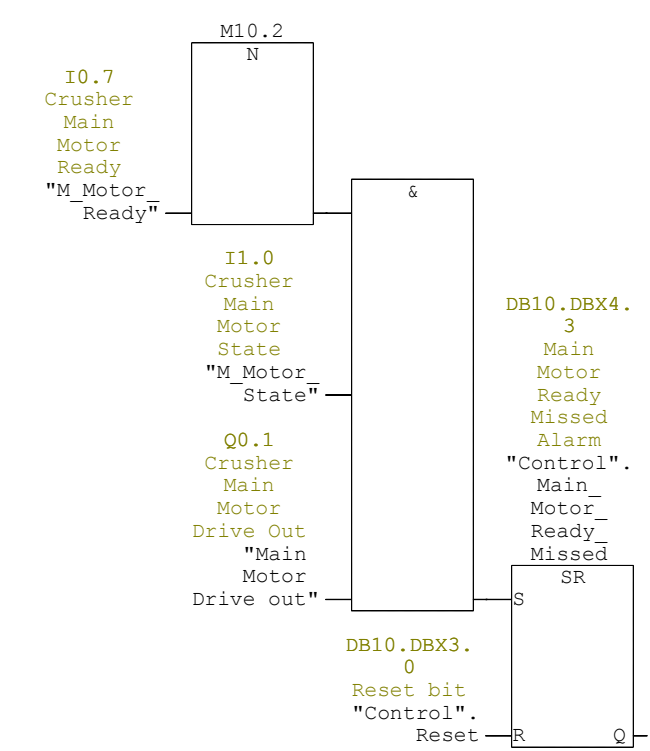 M10.2
N
I0.7
Crusher
Main
Motor
Ready
"M_Motor_
Ready"
&
I1.0
Crusher
Main
Motor
State
"M_Motor_
State"
Q0.1
Crusher
Main
Motor
Drive Out
"Main
Motor
Drive out"
DB10.DBX4.
3
Main
Motor
Ready
Missed
Alarm
"Control".
Main_
Motor_
Ready_
Missed
SR
S
DB10.DBX3.
0
Reset bit
"Control".
Reset
R
Q